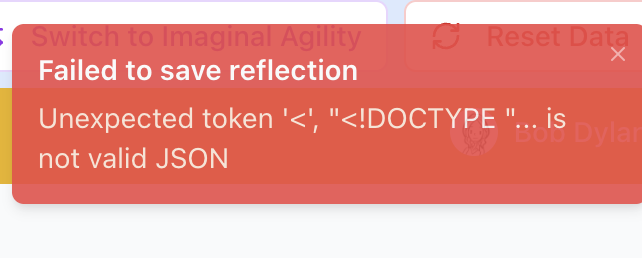 Switch to Imaginal Agility
Reset Data
Failed to save reflection
Unexpected token '<', "<!DOCTYPE "... is
not valid JSON
Bob Dylan